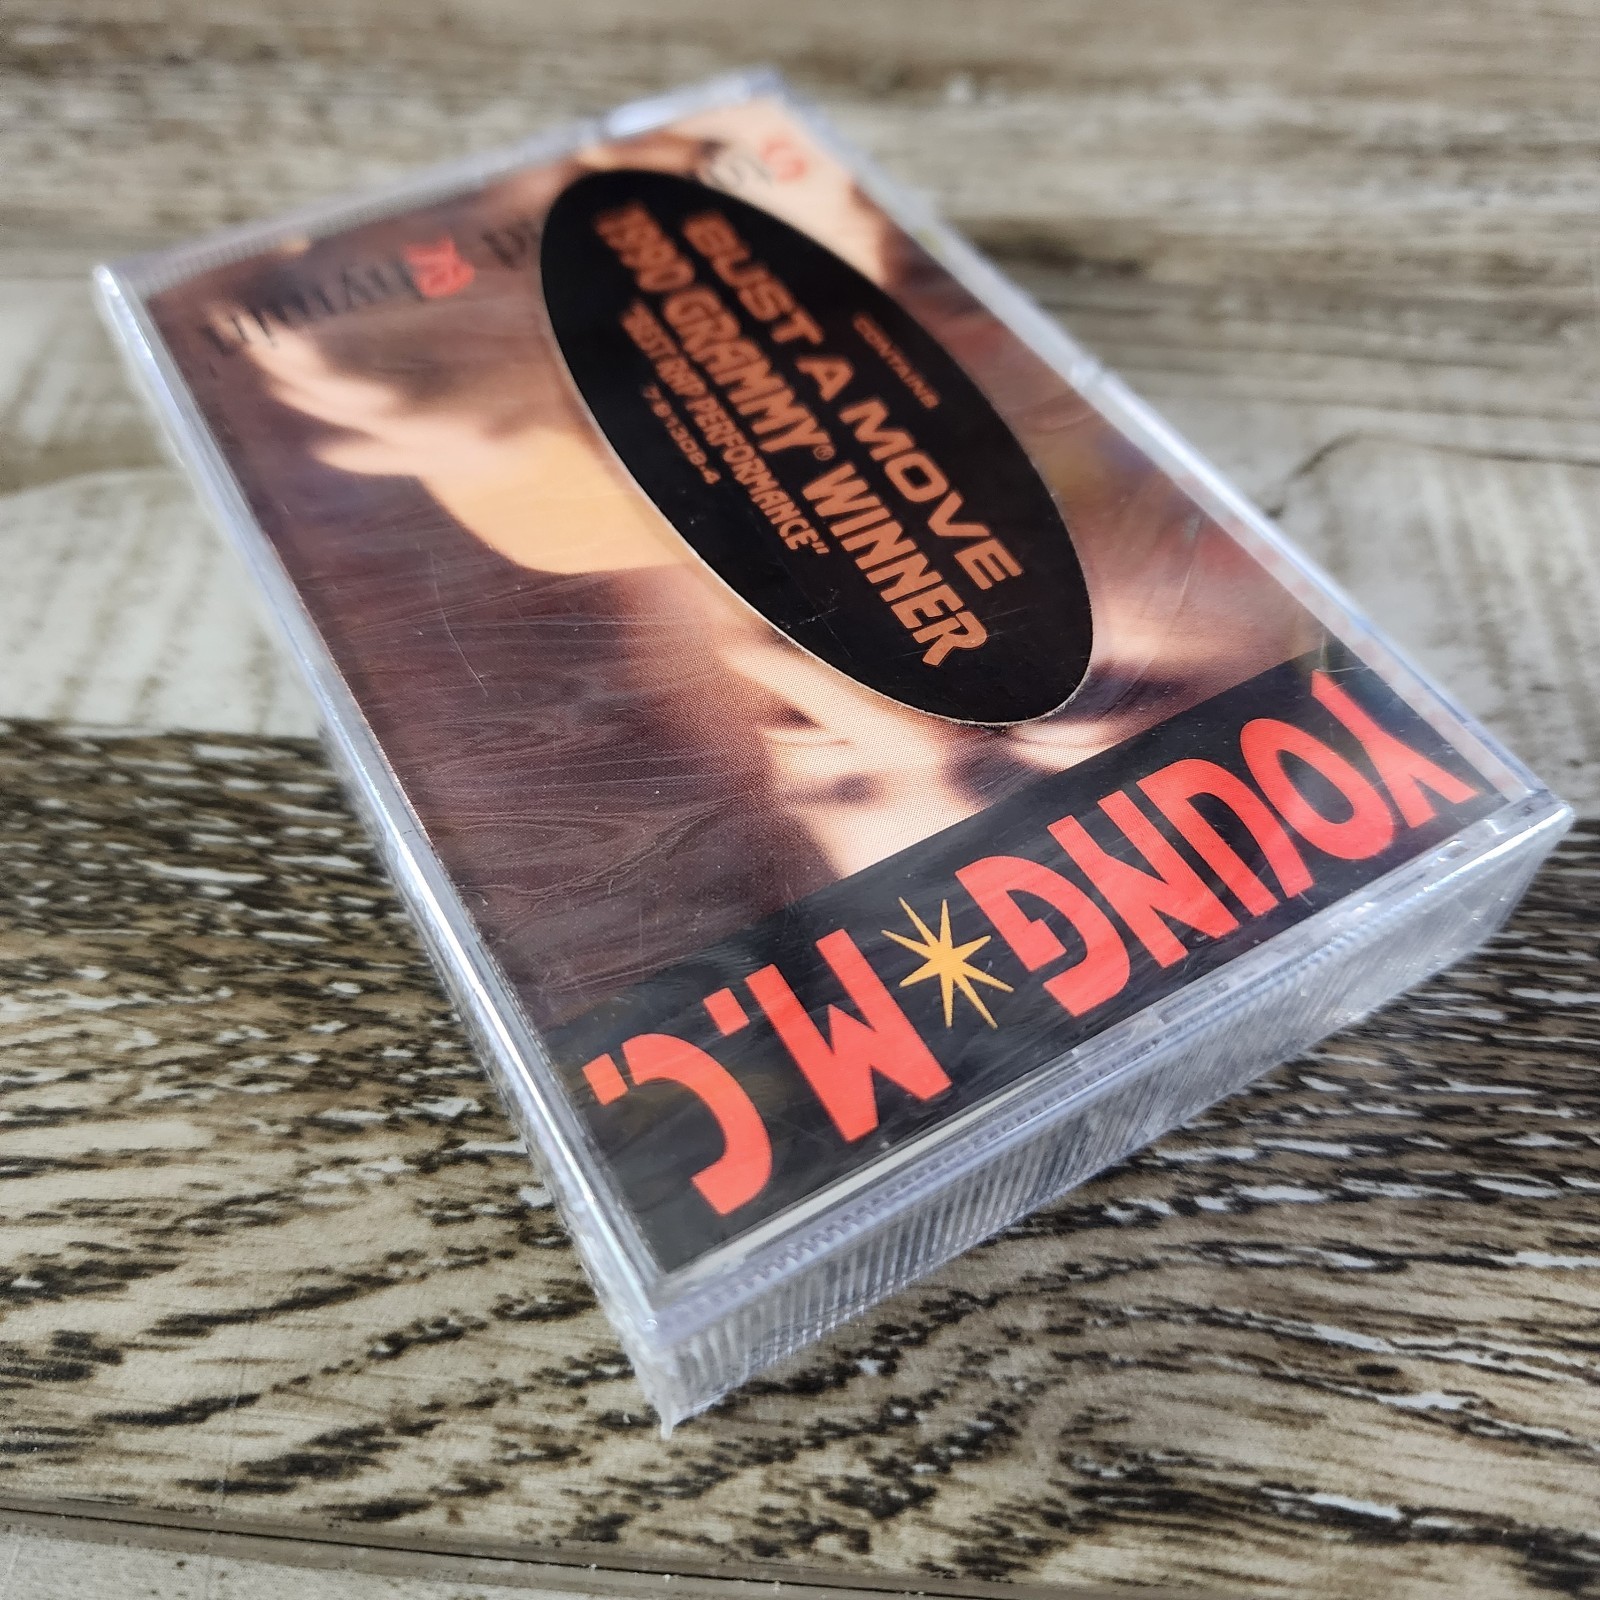 YOUNG M.C.
CONTAINS
BUST A MOVE
1990 GRAMMY® WINNER
"BEST RAP PERFORMANCE"